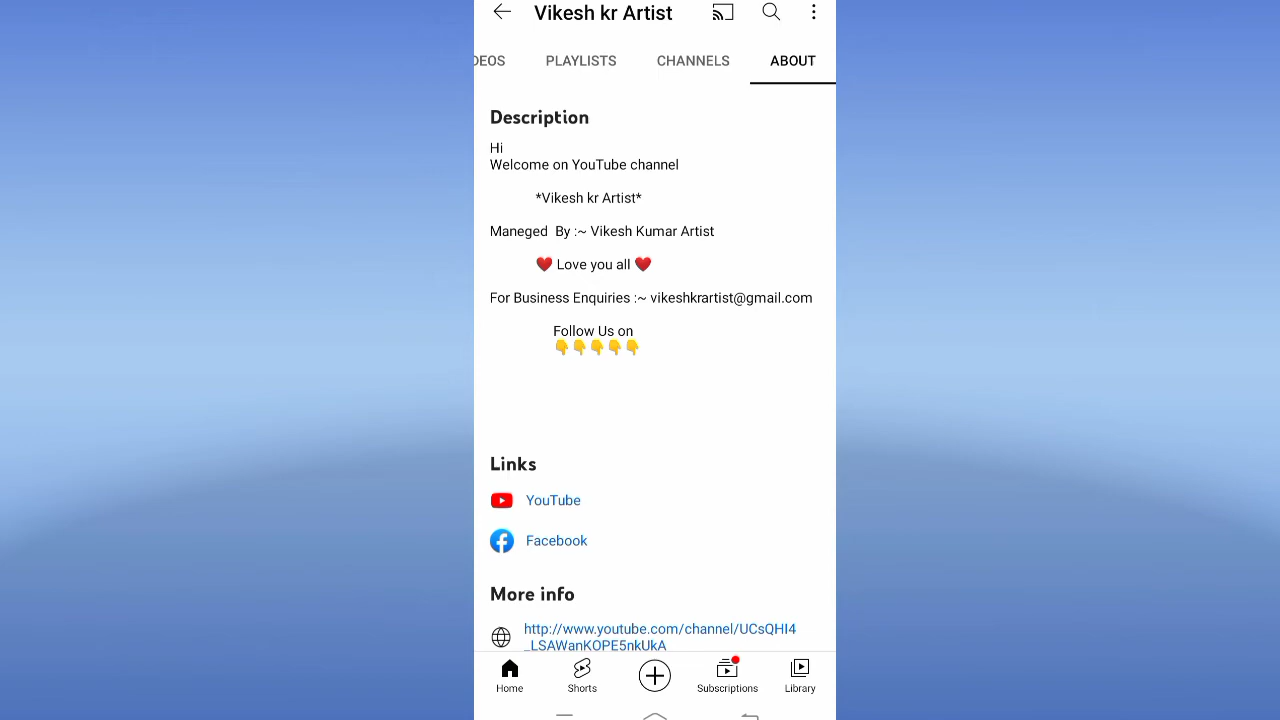 Vikesh kr Artist
DEOS PLAYLISTS CHANNELS ABOUT
Description
Hi
Welcome on YouTube channel
*Vikesh kr Artist*
Maneged  By :~ Vikesh Kumar Artist
❤️ Love you all ❤️
For Business Enquiries :~ vikeshkrartist@gmail.com
Follow Us on
👇👇👇👇👇
Links
YouTube
Facebook
More info
http://www.youtube.com/channel/UCsQHI4
_LSAWanKOPE5nkUkA
Home Shorts Subscriptions Library